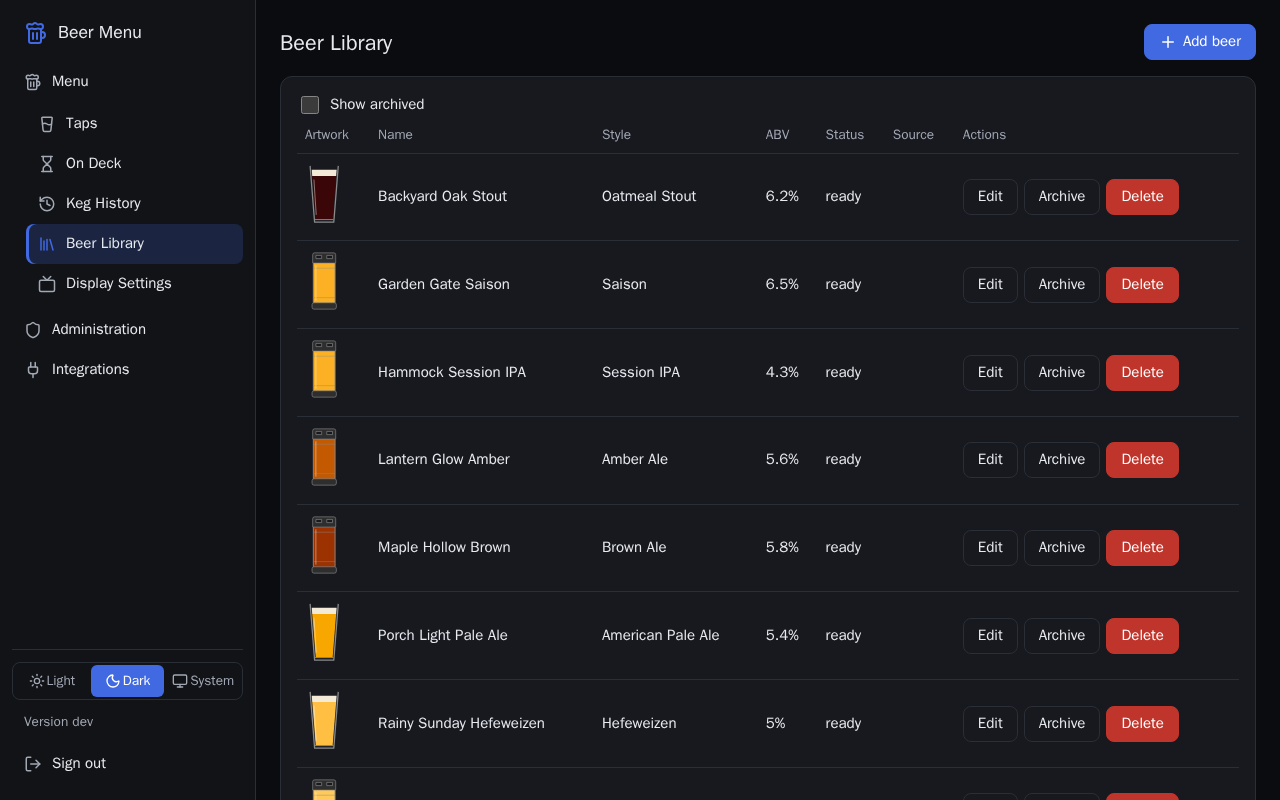 Beer Menu
Menu
Taps
On Deck
Keg History
Beer Library
Display Settings
Administration
Integrations
Light Dark System
Version dev
Sign out
Beer Library
Add beer
Show archived
Artwork Name Style ABV Status Source Actions
Backyard Oak Stout Oatmeal Stout 6.2% ready Edit Archive Delete
Garden Gate Saison Saison 6.5% ready Edit Archive Delete
Hammock Session IPA Session IPA 4.3% ready Edit Archive Delete
Lantern Glow Amber Amber Ale 5.6% ready Edit Archive Delete
Maple Hollow Brown Brown Ale 5.8% ready Edit Archive Delete
Porch Light Pale Ale American Pale Ale 5.4% ready Edit Archive Delete
Rainy Sunday Hefeweizen Hefeweizen 5% ready Edit Archive Delete